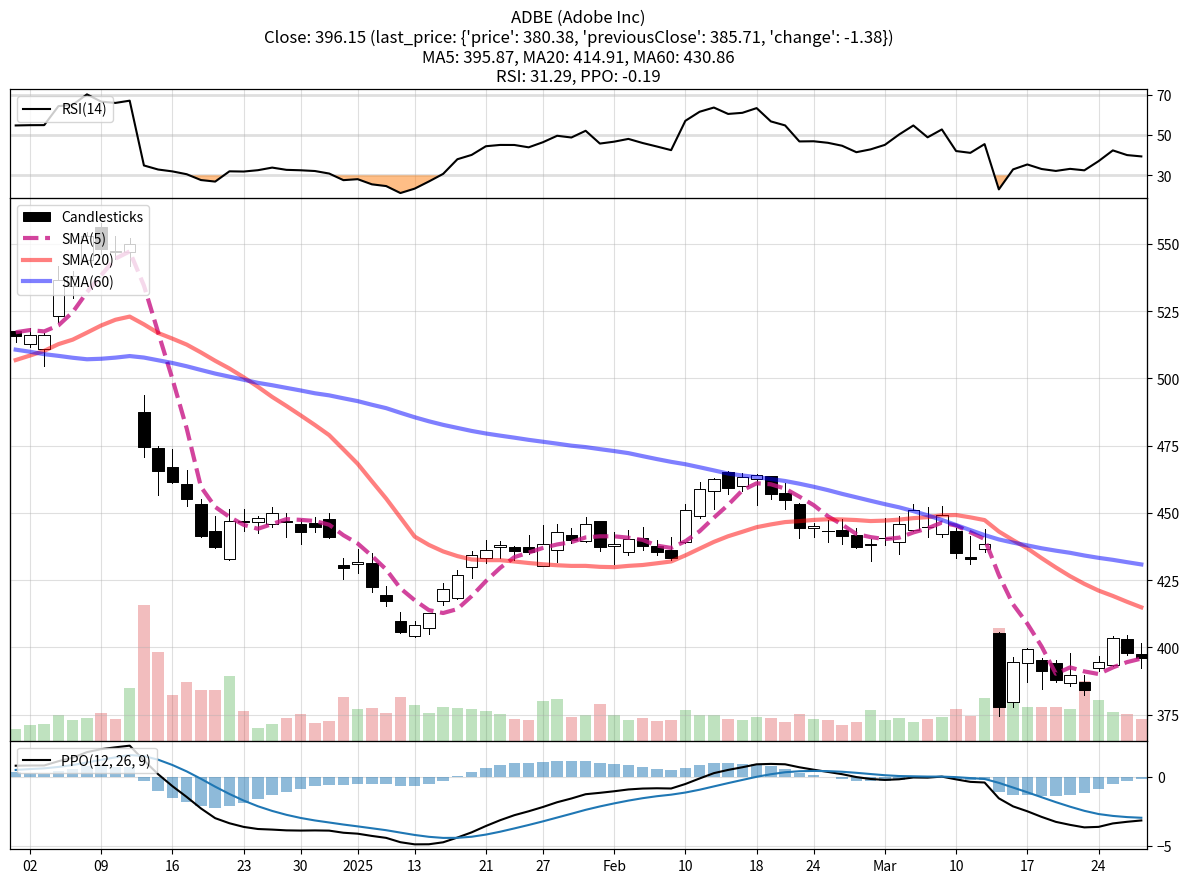 ADBE (Adobe Inc)
Close: 396.15 (last_price: {'price': 380.38, 'previousClose': 385.71, 'change': -1.38})
MA5: 395.87, MA20: 414.91, MA60: 430.86
RSI: 31.29, PPO: -0.19
RSI(14)
70
50
30
Candlesticks
SMA(5)
SMA(20)
SMA(60)
550
525
500
475
450
425
400
375
PPO(12, 26, 9)
0
−5
02 09 16 23 30 2025 13 21 27 Feb 10 18 24 Mar 10 17 24